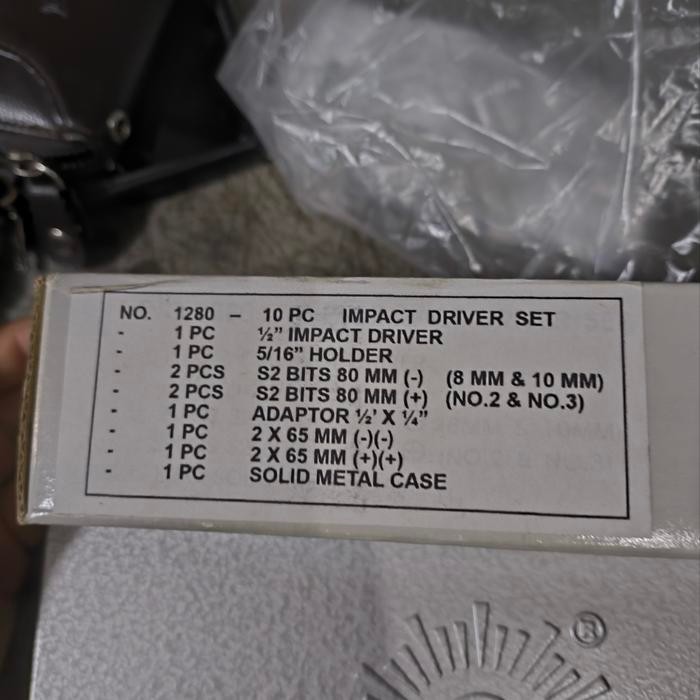 NO. 1280 – 10 PC IMPACT DRIVER SET
- 1 PC ½” IMPACT DRIVER
- 1 PC 5/16” HOLDER
- 2 PCS S2 BITS 80 MM (-) (8 MM & 10 MM)
- 2 PCS S2 BITS 80 MM (+) (NO.2 & NO.3)
- 1 PC ADAPTOR ½’ X ¼”
- 1 PC 2 X 65 MM (-)(-)
- 1 PC 2 X 65 MM (+)(+)
- 1 PC SOLID METAL CASE
®